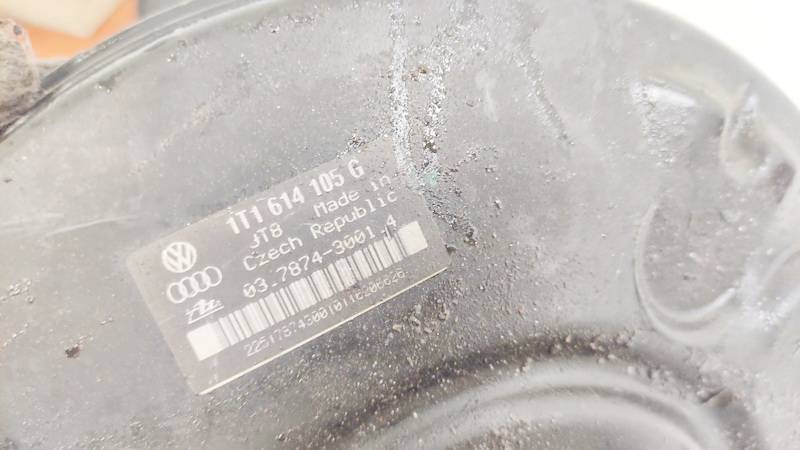 1T1 614 105 G
JT8 Made in
Czech Republic
03.7874-3001.4